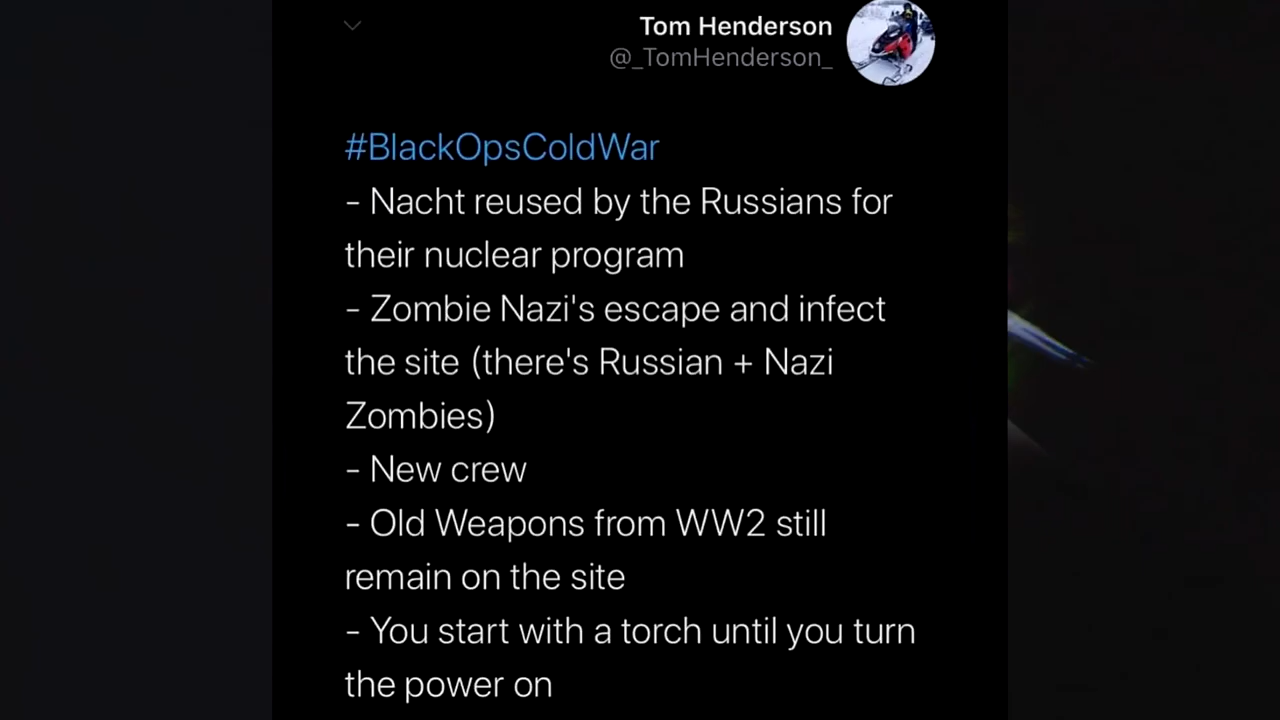 Tom Henderson
@_TomHenderson_
#BlackOpsColdWar
- Nacht reused by the Russians for
their nuclear program
- Zombie Nazi's escape and infect
the site (there's Russian + Nazi
Zombies)
- New crew
- Old Weapons from WW2 still
remain on the site
- You start with a torch until you turn
the power on